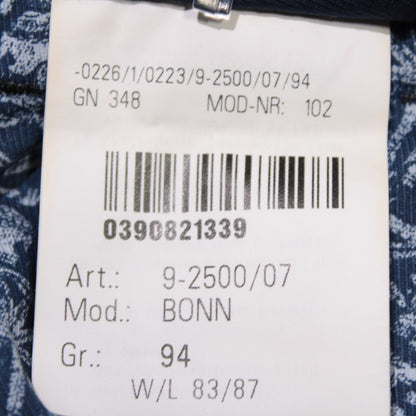 -0226/1/0223/9-2500/07/94
GN 348 MOD-NR: 102
0390821339
Art.: 9-2500/07
Mod.: BONN
Gr.: 94
W/L 83/87